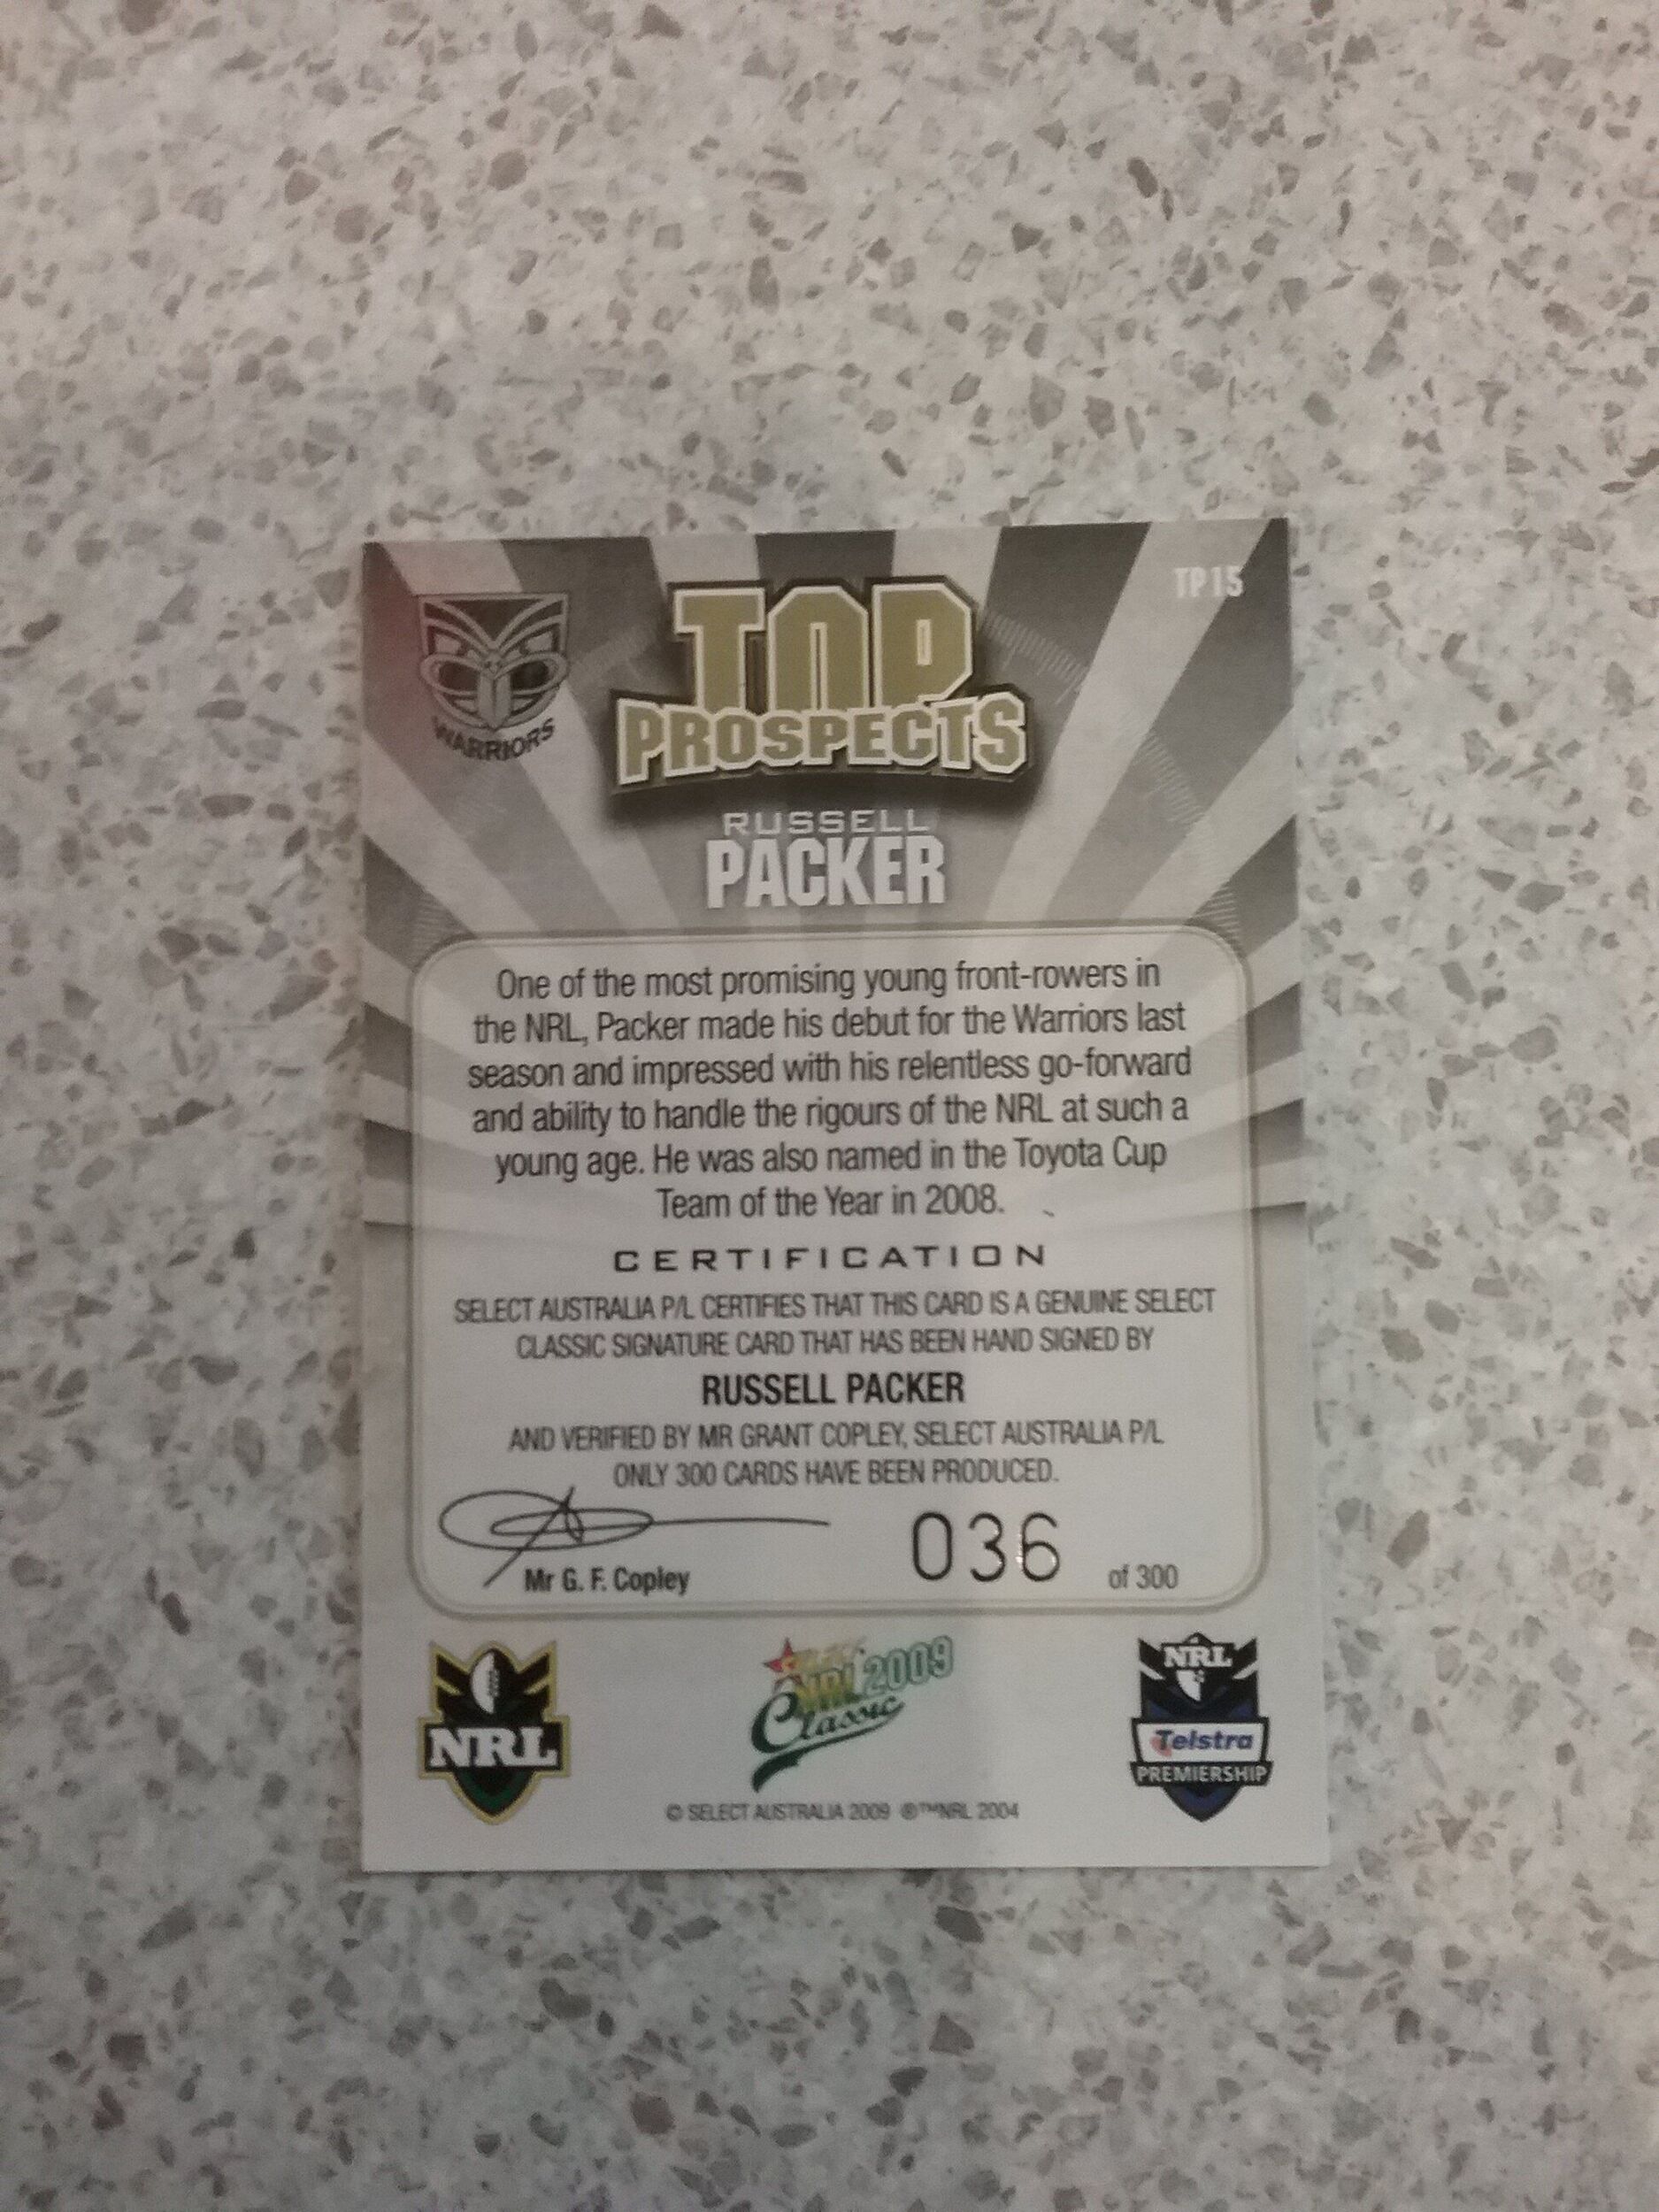 TP15
WARRIORS
TOP
PROSPECTS
RUSSELL
PACKER
One of the most promising young front-rowers in
the NRL, Packer made his debut for the Warriors last
season and impressed with his relentless go-forward
and ability to handle the rigours of the NRL at such a
young age. He was also named in the Toyota Cup
Team of the Year in 2008.
CERTIFICATION
SELECT AUSTRALIA P/L CERTIFIES THAT THIS CARD IS A GENUINE SELECT
CLASSIC SIGNATURE CARD THAT HAS BEEN HAND SIGNED BY
RUSSELL PACKER
AND VERIFIED BY MR GRANT COPLEY, SELECT AUSTRALIA P/L
ONLY 300 CARDS HAVE BEEN PRODUCED.
Mr G. F. Copley
036 of 300
NRL
NRL 2009
Classic
NRL
Telstra
PREMIERSHIP
© SELECT AUSTRALIA 2009 ®™NRL 2004